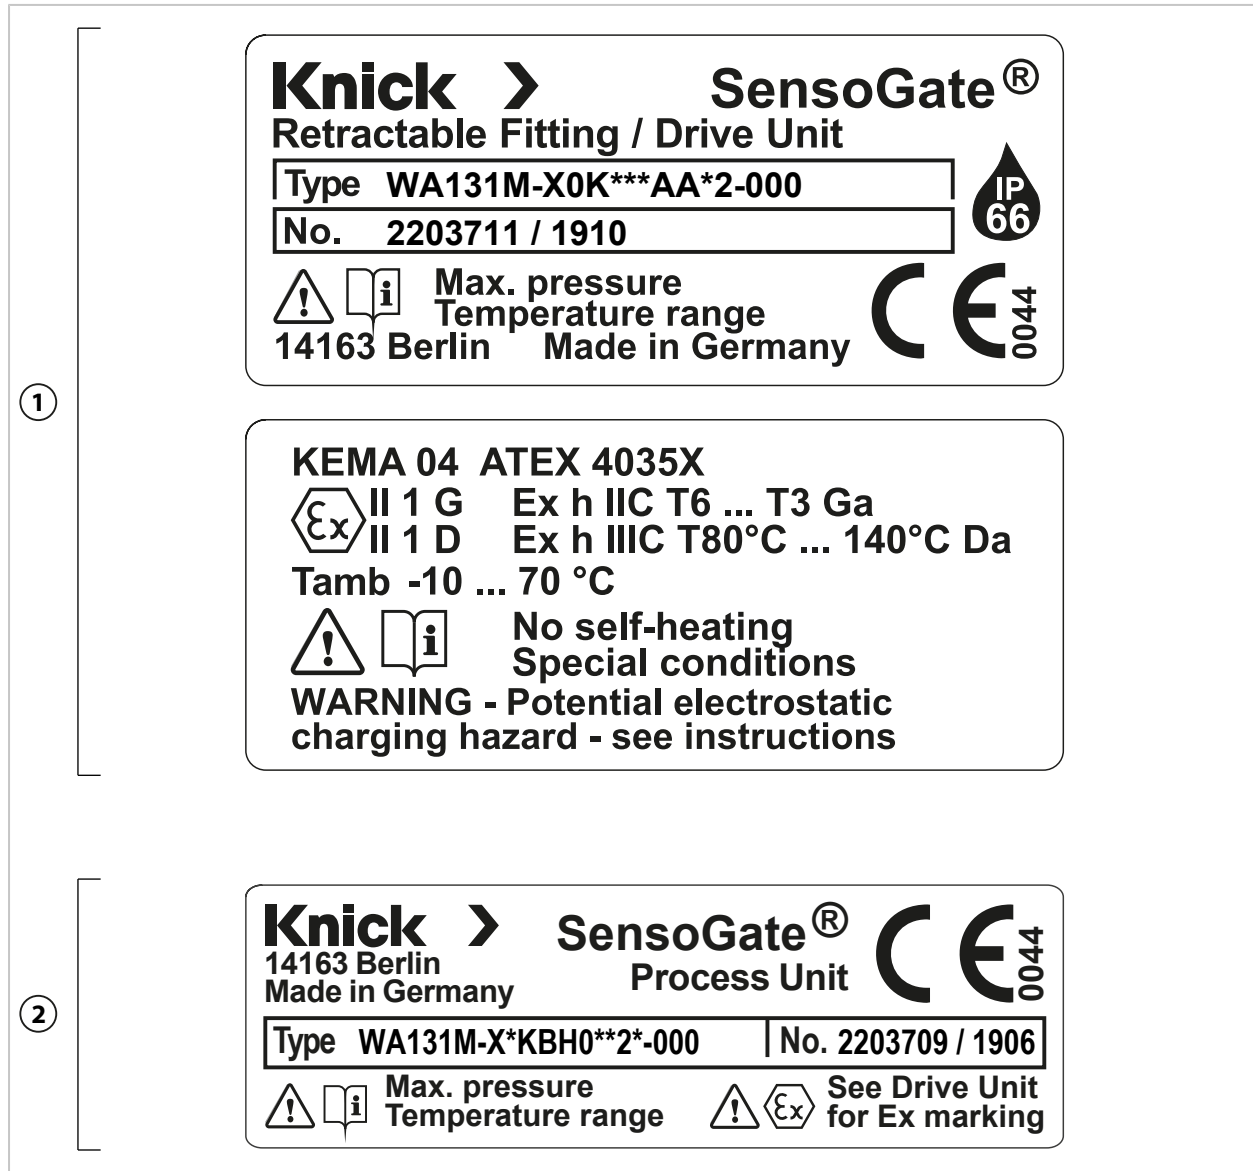 1
Knick > SensoGate®
Retractable Fitting / Drive Unit
Type WA131M-X0K***AA*2-000
IP
66
No. 2203711 / 1910
Max. pressure
Temperature range
14163 Berlin Made in Germany
CE 0044
KEMA 04 ATEX 4035X
Ex II 1 G Ex h IIC T6 ... T3 Ga
II 1 D Ex h IIIC T80°C ... 140°C Da
Tamb -10 ... 70 °C
No self-heating
Special conditions
WARNING - Potential electrostatic
charging hazard - see instructions
2
Knick > SensoGate®
14163 Berlin
Made in Germany
Process Unit
CE 0044
Type WA131M-X*KBH0**2*-000 No. 2203709 / 1906
Max. pressure
Temperature range
Ex See Drive Unit
for Ex marking